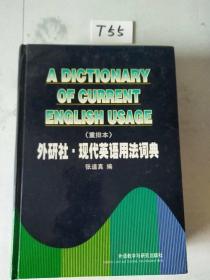 T55
A DICTIONARY
OF CURRENT
ENGLISH USAGE
(重排本)
外研社·现代英语用法词典
张道真 编
外语教学与研究出版社